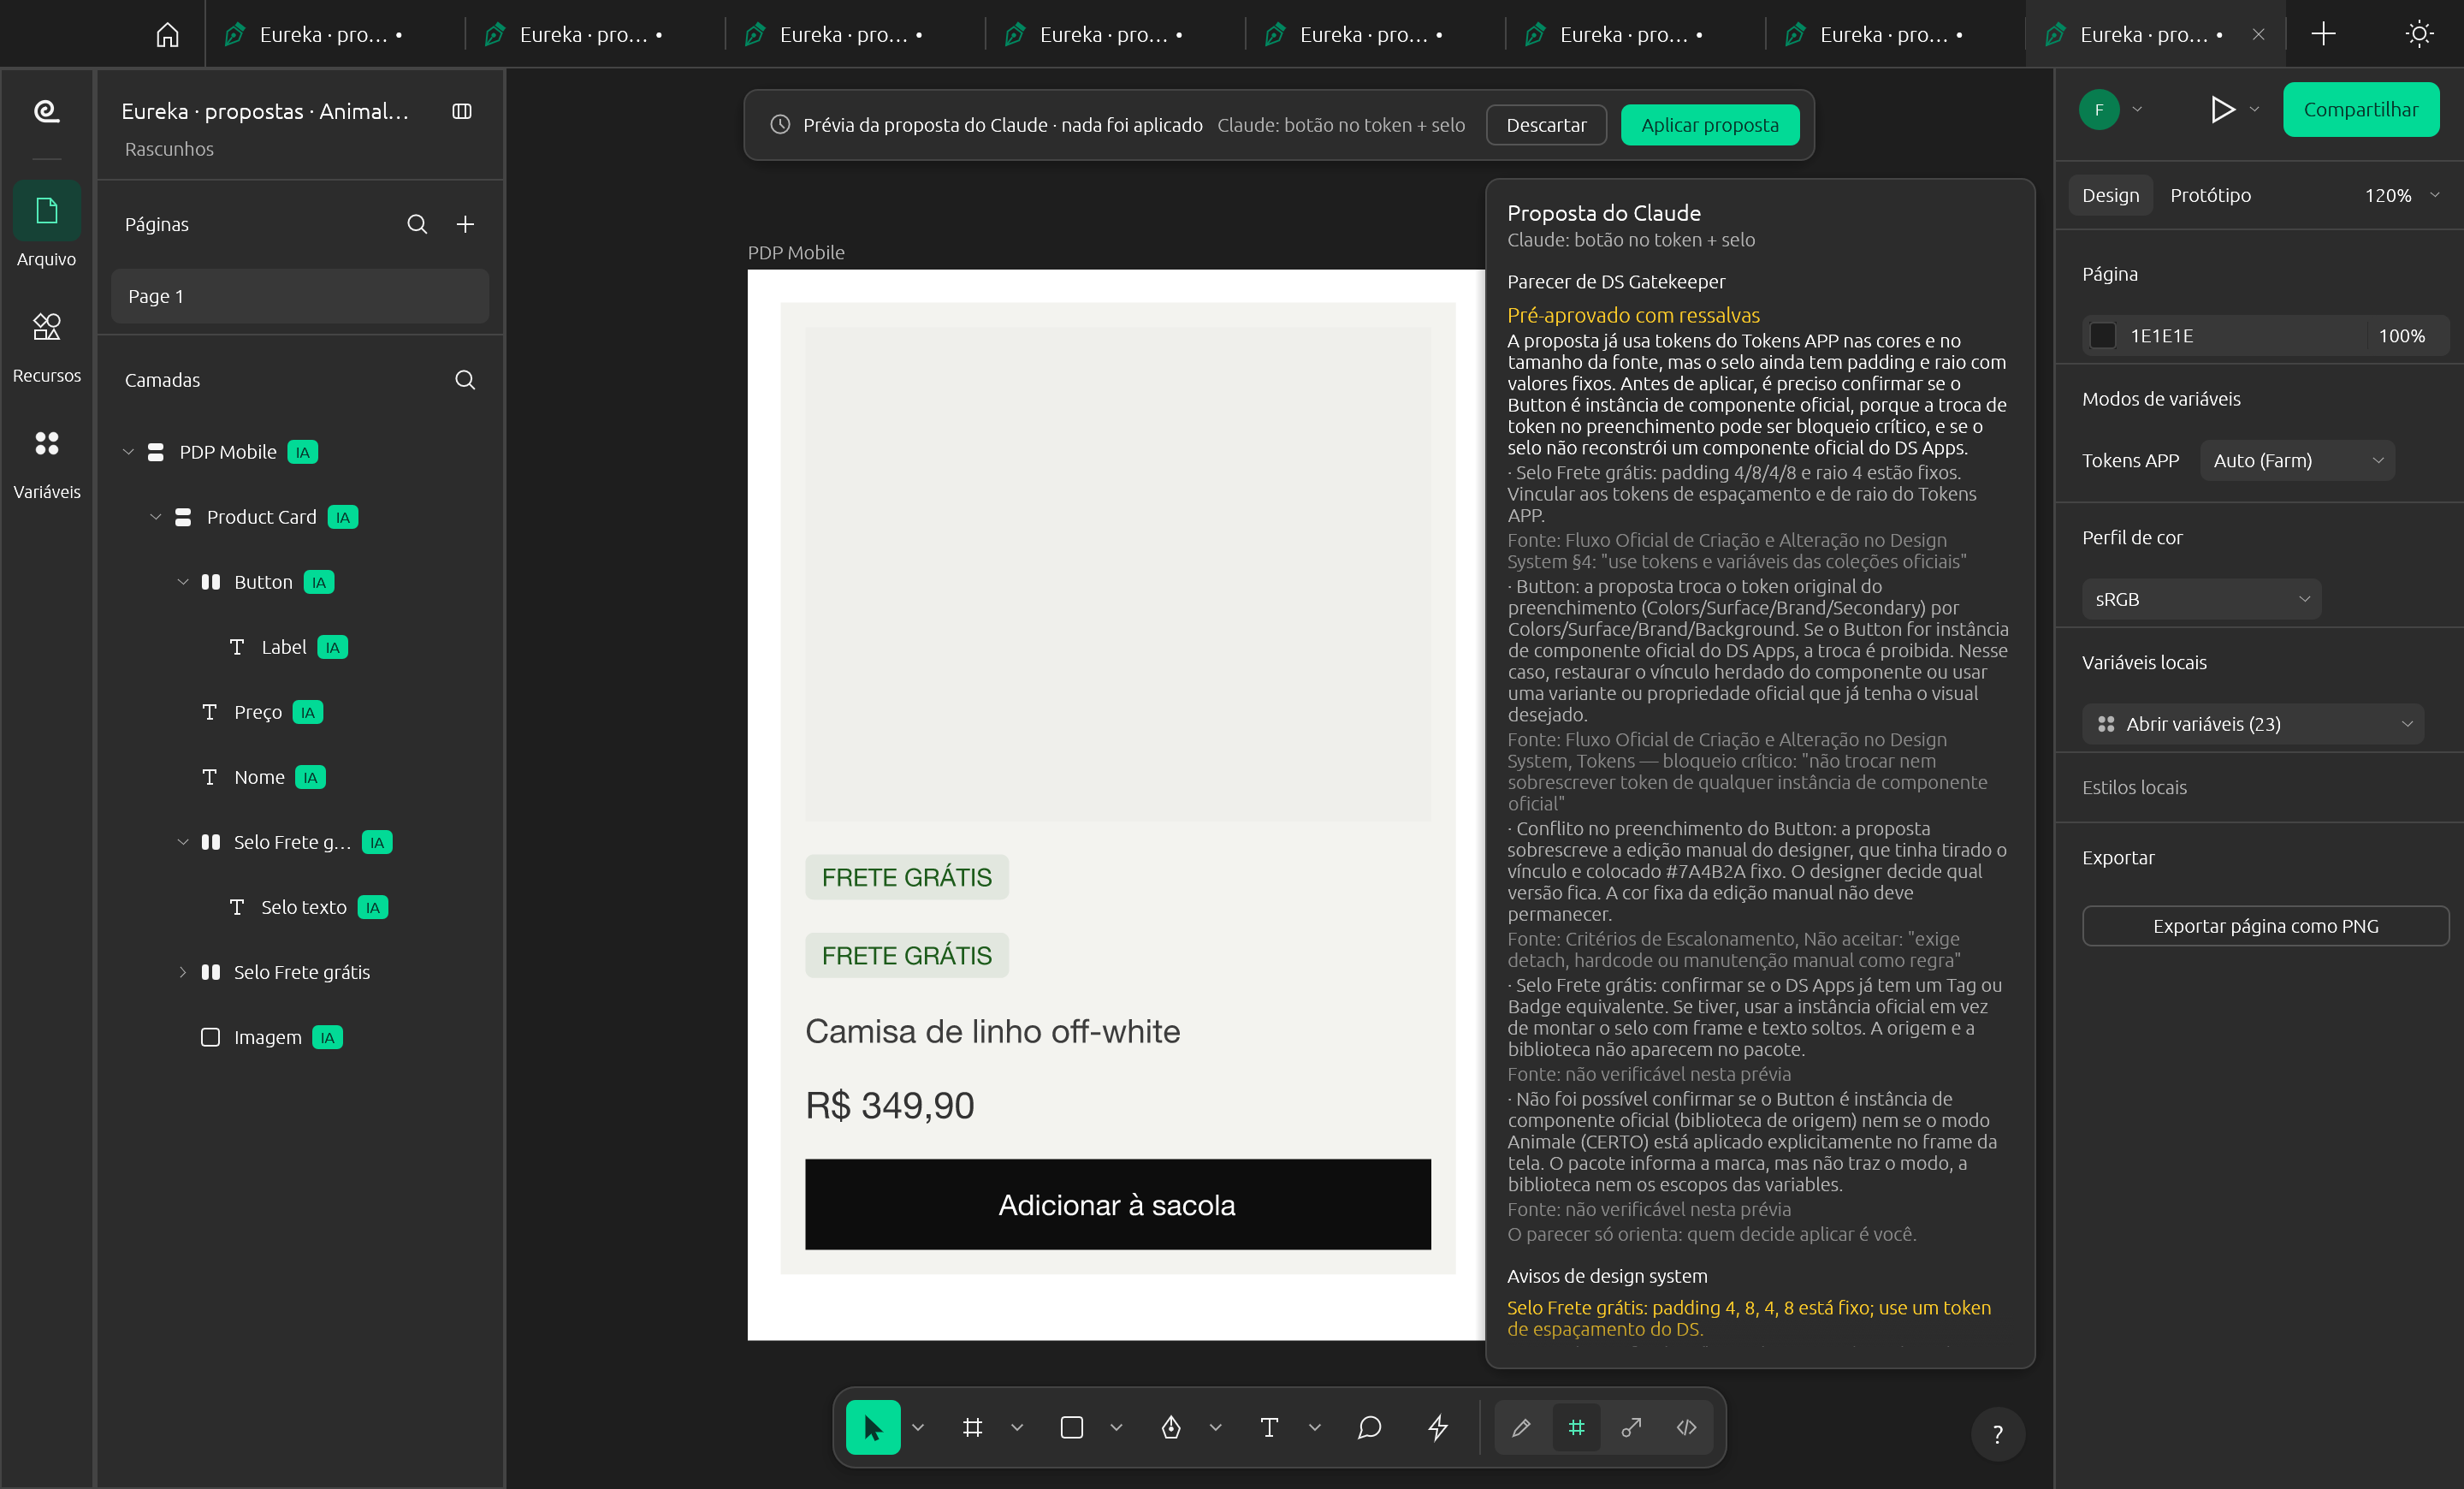 Eureka · pro… •
Eureka · pro… •
Eureka · pro… •
Eureka · pro… •
Eureka · pro… •
Eureka · pro… •
Eureka · pro… •
Eureka · pro… •
Arquivo
Recursos
Variáveis
Eureka · propostas · Animal…
Rascunhos
Páginas
Page 1
Camadas
PDP Mobile IA
Product Card IA
Button IA
Label IA
Preço IA
Nome IA
Selo Frete g… IA
Selo texto IA
Selo Frete grátis
Imagem IA
Prévia da proposta do Claude · nada foi aplicado Claude: botão no token + selo Descartar Aplicar proposta
PDP Mobile
FRETE GRÁTIS
FRETE GRÁTIS
Camisa de linho off-white
R$ 349,90
Adicionar à sacola
Proposta do Claude
Claude: botão no token + selo
Parecer de DS Gatekeeper
Pré-aprovado com ressalvas
A proposta já usa tokens do Tokens APP nas cores e no
tamanho da fonte, mas o selo ainda tem padding e raio com
valores fixos. Antes de aplicar, é preciso confirmar se o
Button é instância de componente oficial, porque a troca de
token no preenchimento pode ser bloqueio crítico, e se o
selo não reconstrói um componente oficial do DS Apps.
· Selo Frete grátis: padding 4/8/4/8 e raio 4 estão fixos.
Vincular aos tokens de espaçamento e de raio do Tokens
APP.
Fonte: Fluxo Oficial de Criação e Alteração no Design
System §4: "use tokens e variáveis das coleções oficiais"
· Button: a proposta troca o token original do
preenchimento (Colors/Surface/Brand/Secondary) por
Colors/Surface/Brand/Background. Se o Button for instância
de componente oficial do DS Apps, a troca é proibida. Nesse
caso, restaurar o vínculo herdado do componente ou usar
uma variante ou propriedade oficial que já tenha o visual
desejado.
Fonte: Fluxo Oficial de Criação e Alteração no Design
System, Tokens — bloqueio crítico: "não trocar nem
sobrescrever token de qualquer instância de componente
oficial"
· Conflito no preenchimento do Button: a proposta
sobrescreve a edição manual do designer, que tinha tirado o
vínculo e colocado #7A4B2A fixo. O designer decide qual
versão fica. A cor fixa da edição manual não deve
permanecer.
Fonte: Critérios de Escalonamento, Não aceitar: "exige
detach, hardcode ou manutenção manual como regra"
· Selo Frete grátis: confirmar se o DS Apps já tem um Tag ou
Badge equivalente. Se tiver, usar a instância oficial em vez
de montar o selo com frame e texto soltos. A origem e a
biblioteca não aparecem no pacote.
Fonte: não verificável nesta prévia
· Não foi possível confirmar se o Button é instância de
componente oficial (biblioteca de origem) nem se o modo
Animale (CERTO) está aplicado explicitamente no frame da
tela. O pacote informa a marca, mas não traz o modo, a
biblioteca nem os escopos das variables.
Fonte: não verificável nesta prévia
O parecer só orienta: quem decide aplicar é você.
Avisos de design system
Selo Frete grátis: padding 4, 8, 4, 8 está fixo; use um token
de espaçamento do DS.
?
F
Compartilhar
Design Protótipo 120%
Página
1E1E1E 100%
Modos de variáveis
Tokens APP Auto (Farm)
Perfil de cor
sRGB
Variáveis locais
Abrir variáveis (23)
Estilos locais
Exportar
Exportar página como PNG